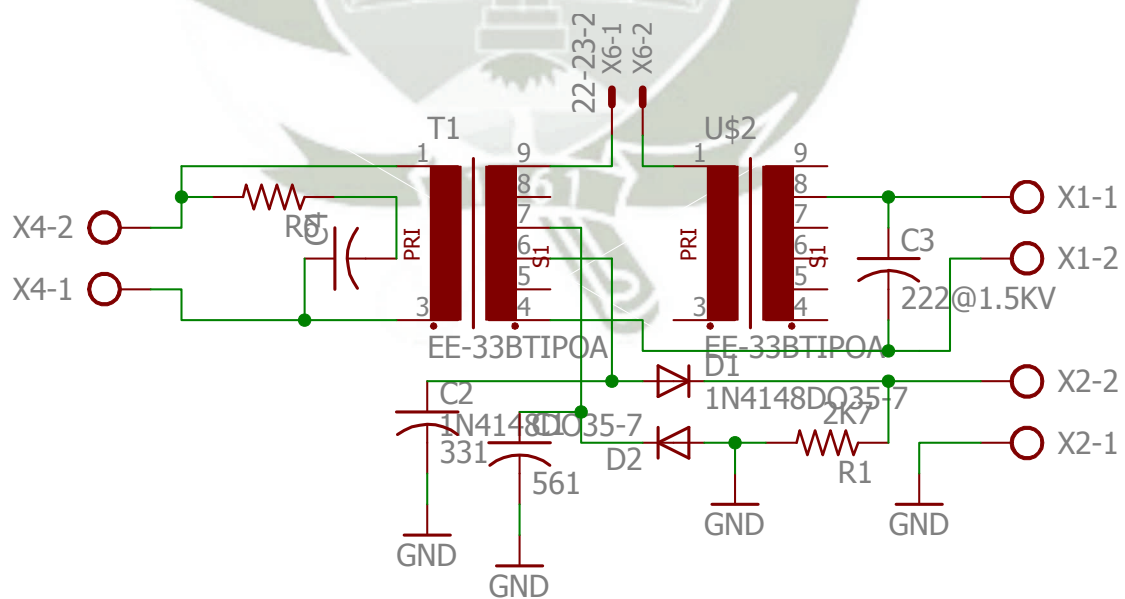 22-23-2
X6-1
X6-2
T1
U$2
1
9
8
7
6
5
4
3
PRI
S1
1
9
8
7
6
5
4
3
PRI
S1
X4-2
X4-1
R6
X1-1
X1-2
C3
222@1.5KV
EE-33BTIPOA
EE-33BTIPOA
D1
1N4148DO35-7
X2-2
C2
1N4148DO35-7
331
C1
561
D2
2K7
R1
X2-1
GND
GND
GND
GND
1961